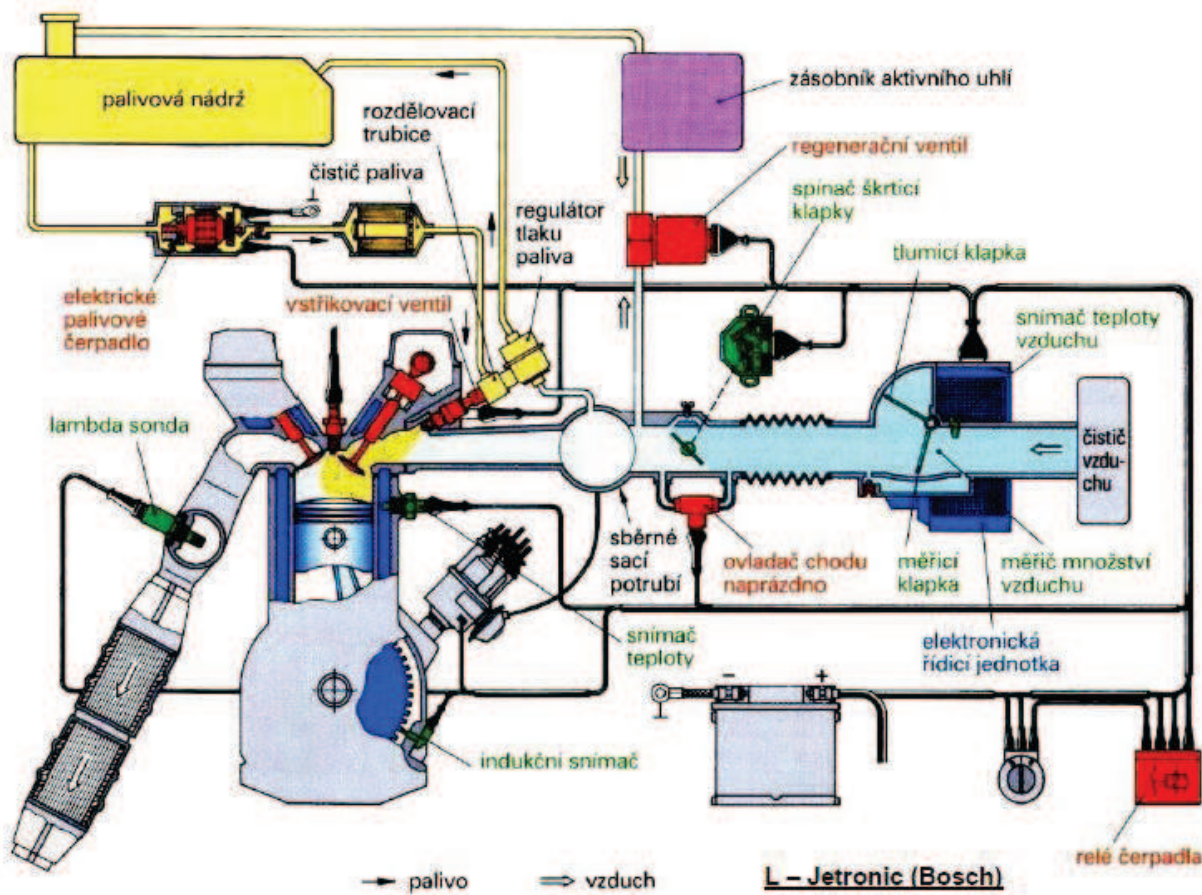 palivová nádrž
zásobník aktivního uhlí
rozdělovací
trubice
regenerační ventil
čistič paliva
spínač škrticí
klapky
regulátor
tlaku
paliva
tlumicí klapka
elektrické
palivové
čerpadlo
vstřikovací ventil
snímač teploty
vzduchu
lambda sonda
čistič
vzdu-
chu
sběrné
sací
potrubí
ovladač chodu
naprázdno
měřicí
klapka
měřič množství
vzduchu
snímač
teploty
elektronická
řídicí jednotka
− +
indukční snímač
relé čerpadla
palivo
vzduch
L – Jetronic (Bosch)